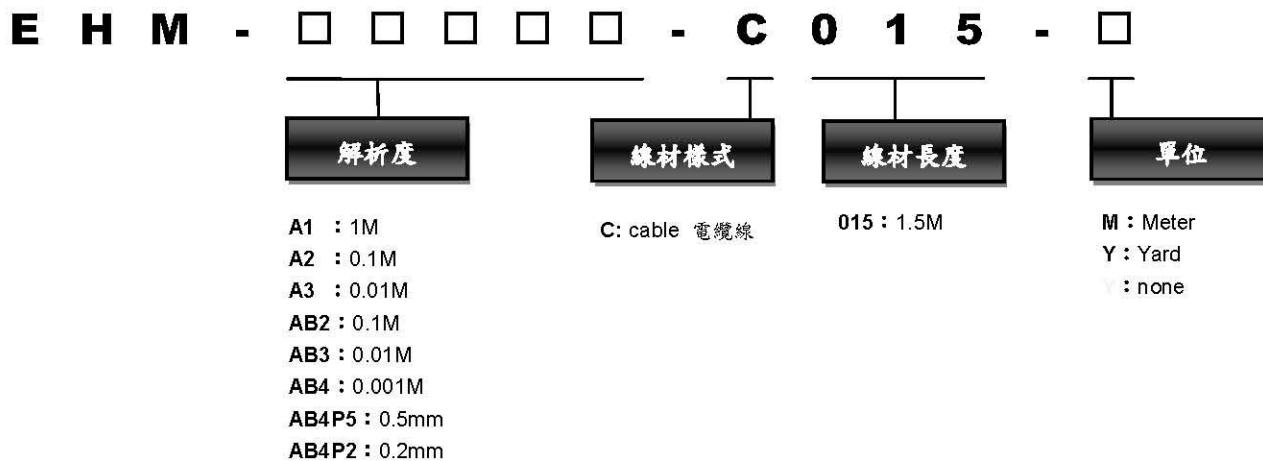 E H M - □ □ □ □ □ - C 0 1 5 - □
解析度
線材樣式
線材長度
單位
A1 : 1M
A2 : 0.1M
A3 : 0.01M
AB2 : 0.1M
AB3 : 0.01M
AB4 : 0.001M
AB4P5 : 0.5mm
AB4P2 : 0.2mm
C: cable 電纜線
015 : 1.5M
M : Meter
Y : Yard
Y : none